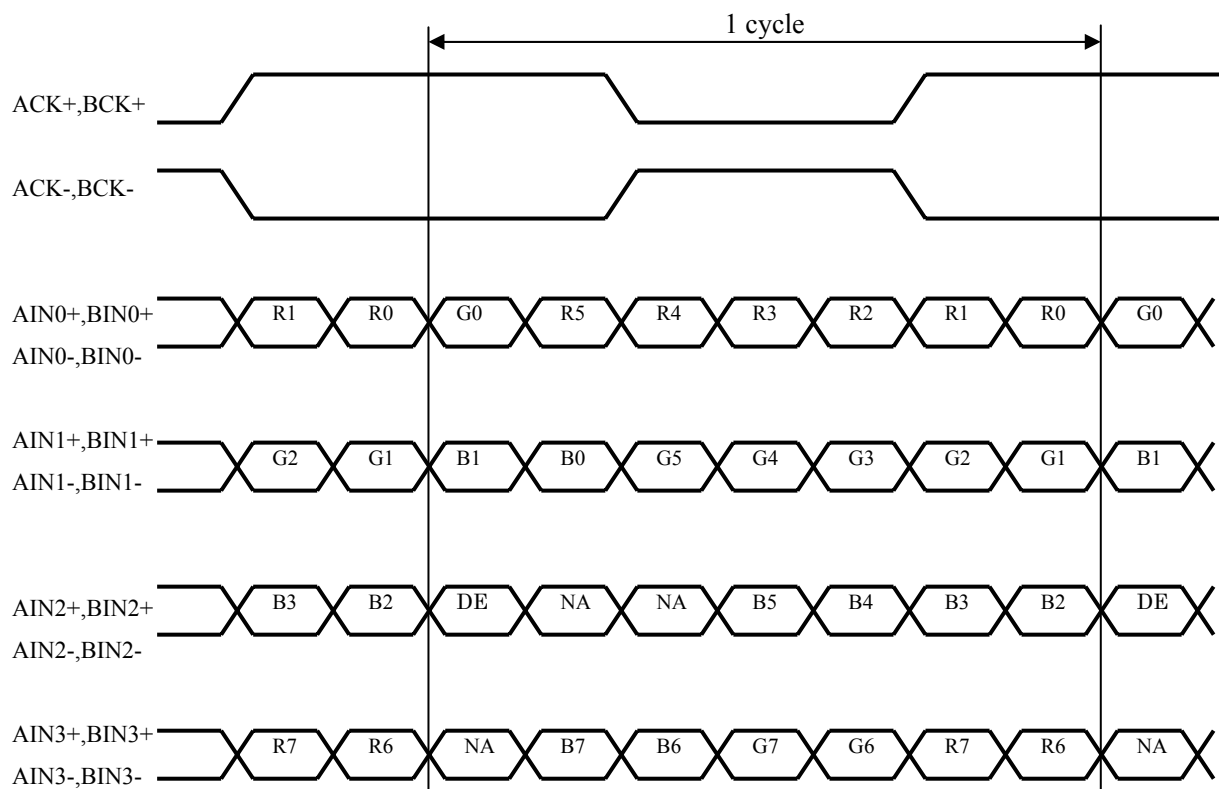 1 cycle
ACK+,BCK+
ACK-,BCK-
AIN0+,BIN0+
R1 R0 G0 R5 R4 R3 R2 R1 R0 G0
AIN0-,BIN0-
AIN1+,BIN1+
G2 G1 B1 B0 G5 G4 G3 G2 G1 B1
AIN1-,BIN1-
AIN2+,BIN2+
B3 B2 DE NA NA B5 B4 B3 B2 DE
AIN2-,BIN2-
AIN3+,BIN3+
R7 R6 NA B7 B6 G7 G6 R7 R6 NA
AIN3-,BIN3-